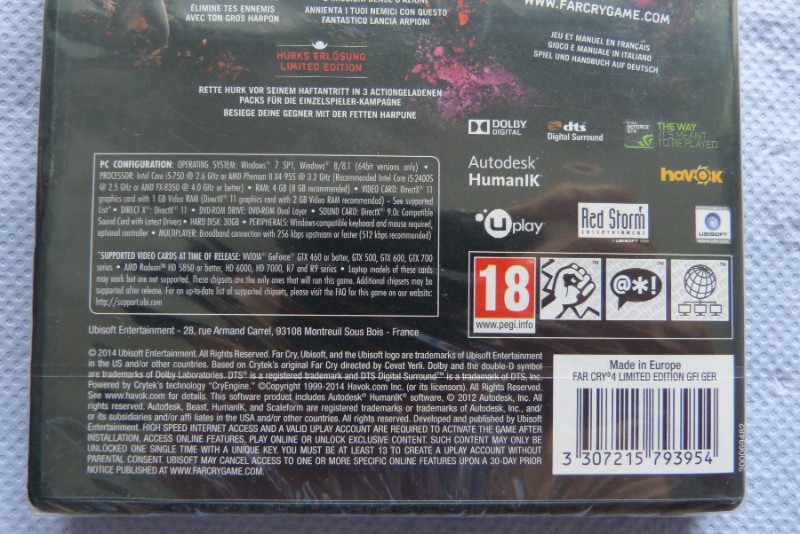 ÉLIMINE TES ENNEMIS
AVEC TON GROS HARPON
ANNIENTA I TUOI NEMICI CON QUESTO
FANTASTICO LANCIA ARPIONI
WWW.FARCRYGAME.COM
HURKS ERLÖSUNG
LIMITED EDITION
JEU ET MANUEL EN FRANÇAIS
GIOCO E MANUALE IN ITALIANO
SPIEL UND HANDBUCH AUF DEUTSCH
RETTE HURK VOR SEINEM HAFTANTRITT IN 3 ACTIONGELADENEN
PACKS FÜR DIE EINZELSPIELER-KAMPAGNE
BESIEGE DEINE GEGNER MIT DER FETTEN HARPUNE
DOLBY
DIGITAL
dts
Digital Surround
GEFORCE
GTX
THE WAY
IT'S MEANT
TO BE PLAYED
Autodesk
HumanIK
havok
Uplay
Red Storm
ENTERTAINMENT
A UBISOFT STUDIO
UBISOFT
PC CONFIGURATION: OPERATING SYSTEM: Windows® 7 SP1, Windows® 8/8.1 (64bit versions only) •
PROCESSOR: Intel Core i5-750 @ 2.6 GHz or AMD Phenom II X4 955 @ 3.2 GHz (Recommended Intel Core i5-2400S
@ 2.5 GHz or AMD FX-8350 @ 4.0 GHz or better) • RAM: 4 GB (8 GB recommended) • VIDEO CARD: DirectX® 11
graphics card with 1 GB Video RAM (DirectX® 11 graphics card with 2 GB Video RAM recommended) – See supported
List* • DIRECT X®: DirectX® 11 • DVD-ROM DRIVE: DVD-ROM Dual Layer • SOUND CARD: DirectX® 9.0c Compatible
Sound Card with Latest Drivers • HARD DISK: 30GB • PERIPHERALS: Windows-compatible keyboard and mouse required,
optional controller • MULTIPLAYER: Broadband connection with 256 kbps upstream or faster (512 kbps recommended)
*SUPPORTED VIDEO CARDS AT TIME OF RELEASE: NVIDIA® GeForce® GTX 460 or better, GTX 500, GTX 600, GTX 700
series • AMD Radeon™ HD 5850 or better, HD 6000, HD 7000, R7 and R9 series • Laptop models of these cards
may work but are not supported. These chipsets are the only ones that will run this game. Additional chipsets may be
supported after release. For an up-to-date list of supported chipsets, please visit the FAQ for this game on our website:
http://support.ubi.com
18
www.pegi.info
@*!
Ubisoft Entertainment - 28, rue Armand Carrel, 93108 Montreuil Sous Bois - France
© 2014 Ubisoft Entertainment. All Rights Reserved. Far Cry, Ubisoft, and the Ubisoft logo are trademarks of Ubisoft Entertainment
in the US and/or other countries. Based on Crytek's original Far Cry directed by Cevat Yerli. Dolby and the double-D symbol
are trademarks of Dolby Laboratories. DTS® is a registered trademark and DTS Digital Surround™ is a trademark of DTS, Inc.
Powered by Crytek's technology "CryEngine." ©Copyright 1999-2014 Havok.com Inc. (or its licensors). All Rights Reserved.
See www.havok.com for details. This software product includes Autodesk® HumanIK® software, © 2012 Autodesk, Inc. All
rights reserved. Autodesk, Beast, HumanIK, and Scaleform are registered trademarks or trademarks of Autodesk, Inc., and/
or its subsidiaries and/or affiliates in the USA and/or other countries. All rights reserved. Developed and published by Ubisoft
Entertainment. HIGH SPEED INTERNET ACCESS AND A VALID UPLAY ACCOUNT ARE REQUIRED TO ACTIVATE THE GAME AFTER
INSTALLATION, ACCESS ONLINE FEATURES, PLAY ONLINE OR UNLOCK EXCLUSIVE CONTENT. SUCH CONTENT MAY ONLY BE
UNLOCKED ONE SINGLE TIME WITH A UNIQUE KEY. YOU MUST BE AT LEAST 13 TO CREATE A UPLAY ACCOUNT WITHOUT
PARENTAL CONSENT. UBISOFT MAY CANCEL ACCESS TO ONE OR MORE SPECIFIC ONLINE FEATURES UPON A 30-DAY PRIOR
NOTICE PUBLISHED AT WWW.FARCRYGAME.COM.
Made in Europe
FAR CRY®4 LIMITED EDITION GFI GER
3 307215 793954
300069482